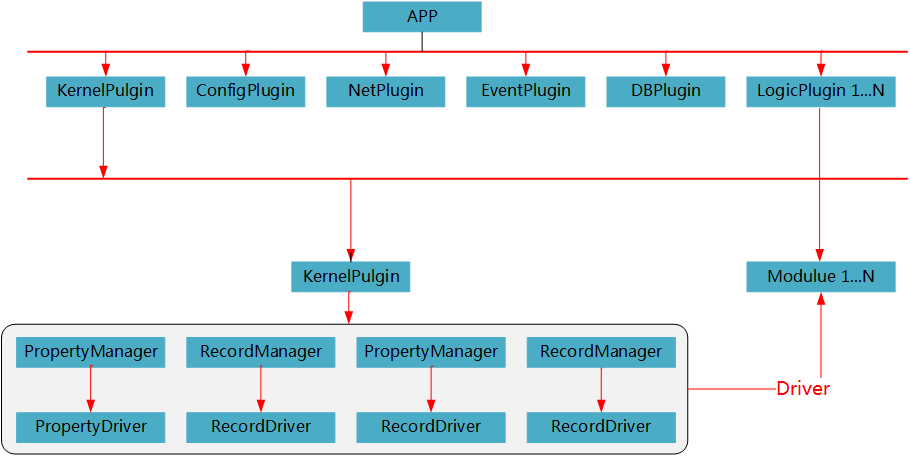 APP
KernelPulgin
ConfigPlugin
NetPlugin
EventPlugin
DBPlugin
LogicPlugin 1...N
KernelPulgin
Modulue 1...N
PropertyManager
RecordManager
PropertyManager
RecordManager
Driver
PropertyDriver
RecordDriver
RecordDriver
RecordDriver